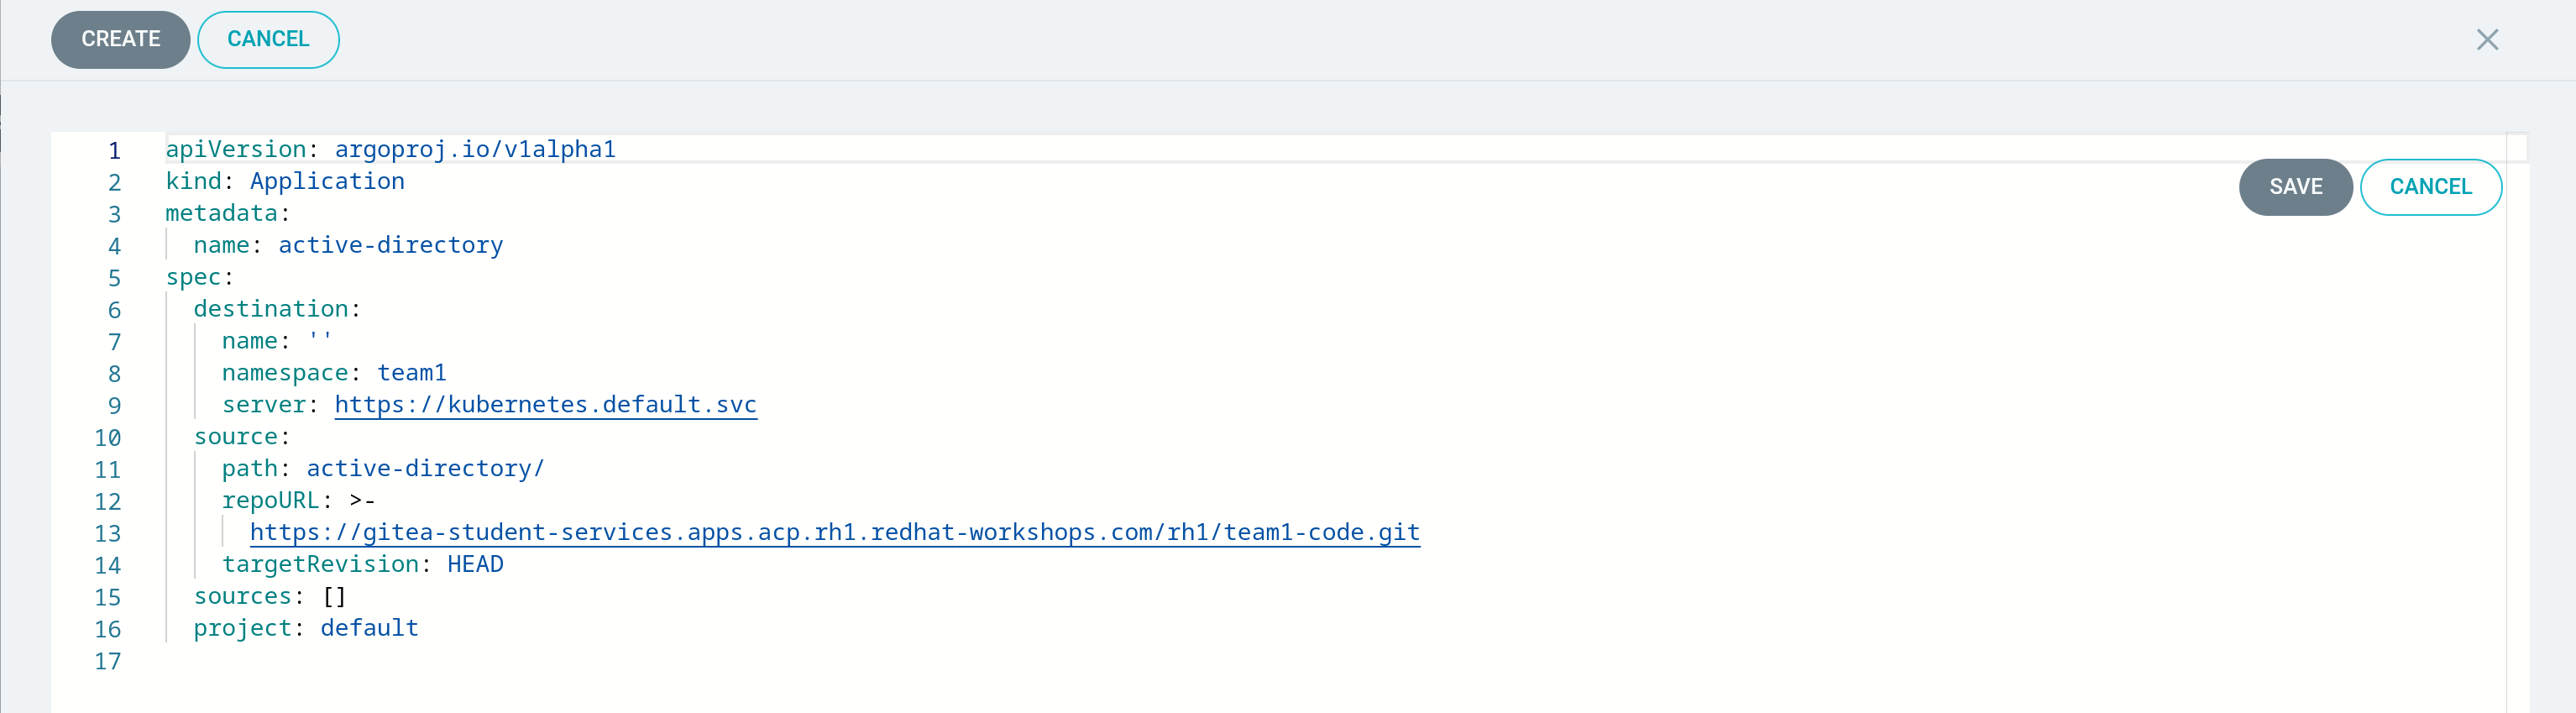 CREATE CANCEL
1 apiVersion: argoproj.io/v1alpha1
2 kind: Application
SAVE CANCEL
3 metadata:
4   name: active-directory
5 spec:
6   destination:
7     name: ''
8     namespace: team1
9     server: https://kubernetes.default.svc
10   source:
11     path: active-directory/
12     repoURL: >-
13       https://gitea-student-services.apps.acp.rh1.redhat-workshops.com/rh1/team1-code.git
14     targetRevision: HEAD
15   sources: []
16   project: default
17